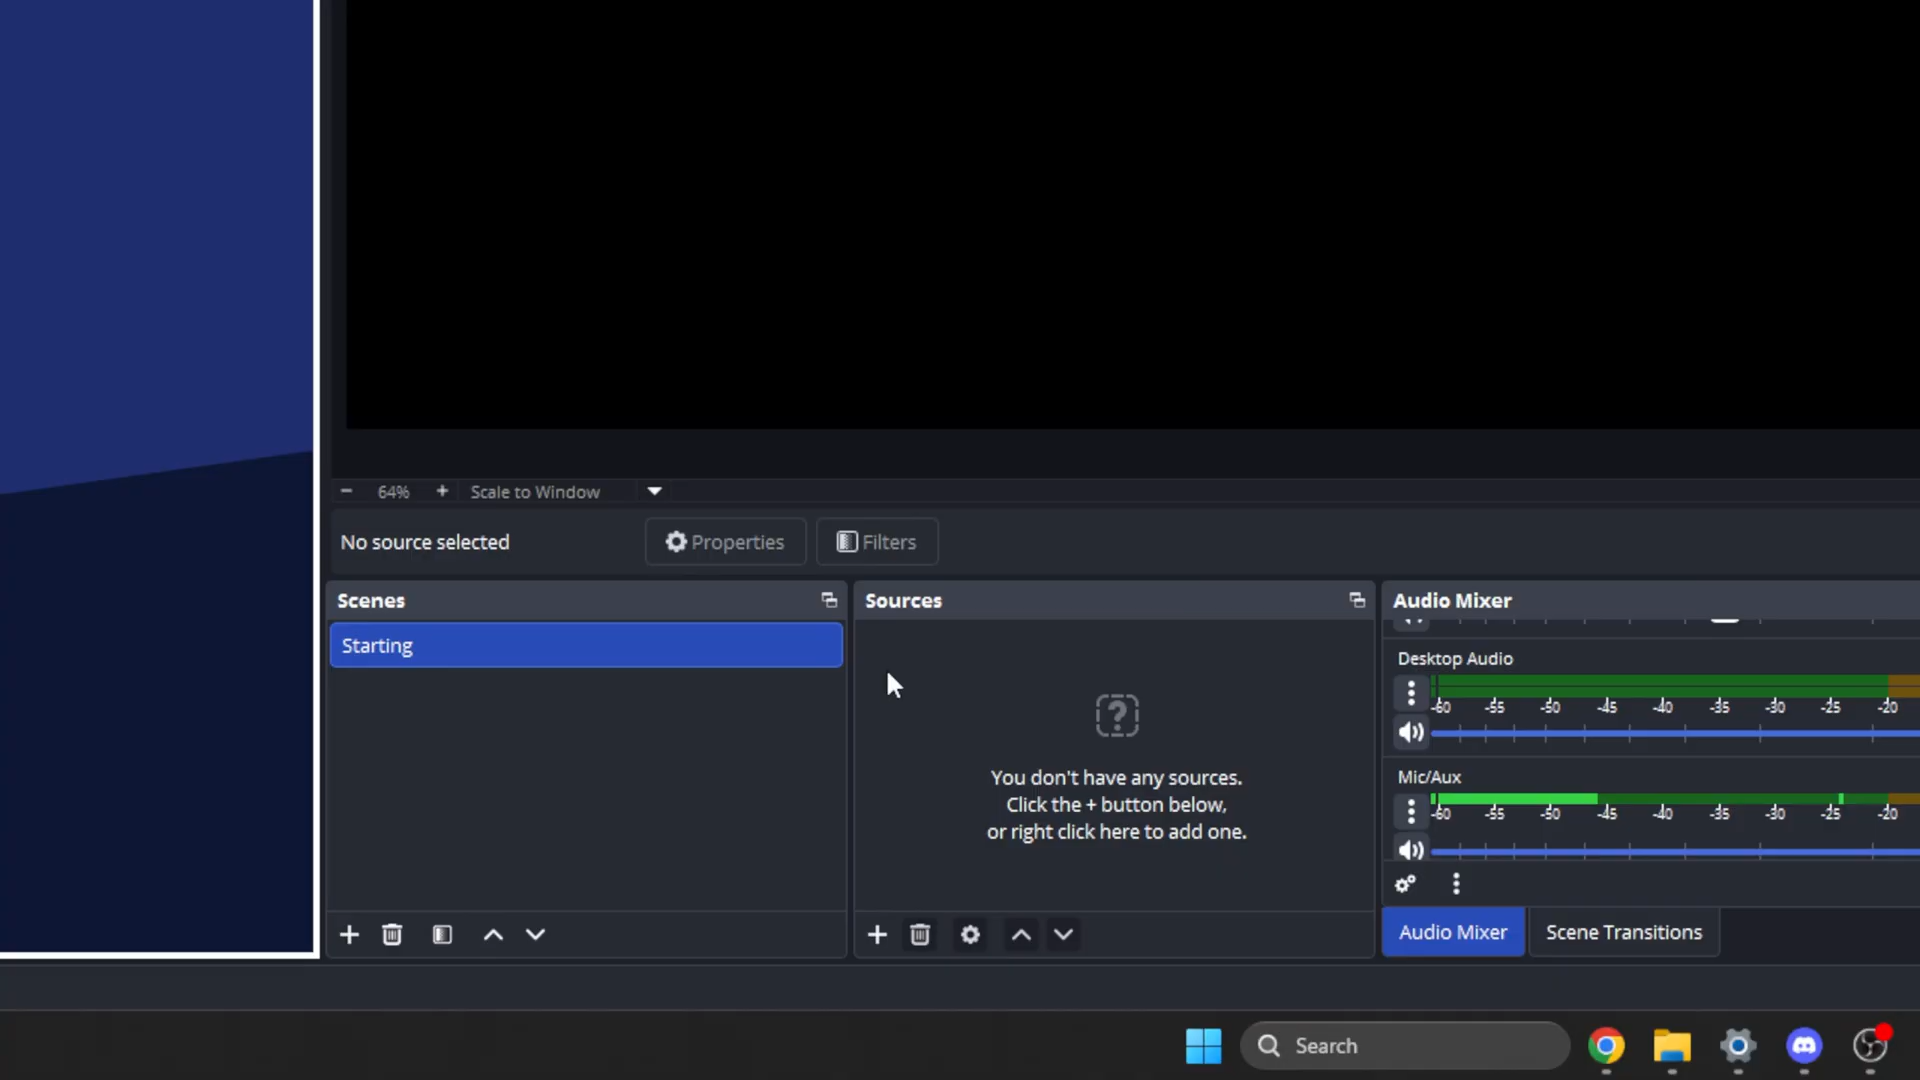 64% Scale to Window
No source selected Properties Filters
Scenes
Starting
Sources
You don't have any sources.
Click the + button below,
or right click here to add one.
Audio Mixer
Desktop Audio
-60 -55 -50 -45 -40 -35 -30 -25 -20
Mic/Aux
-60 -55 -50 -45 -40 -35 -30 -25 -20
Audio Mixer Scene Transitions
Search